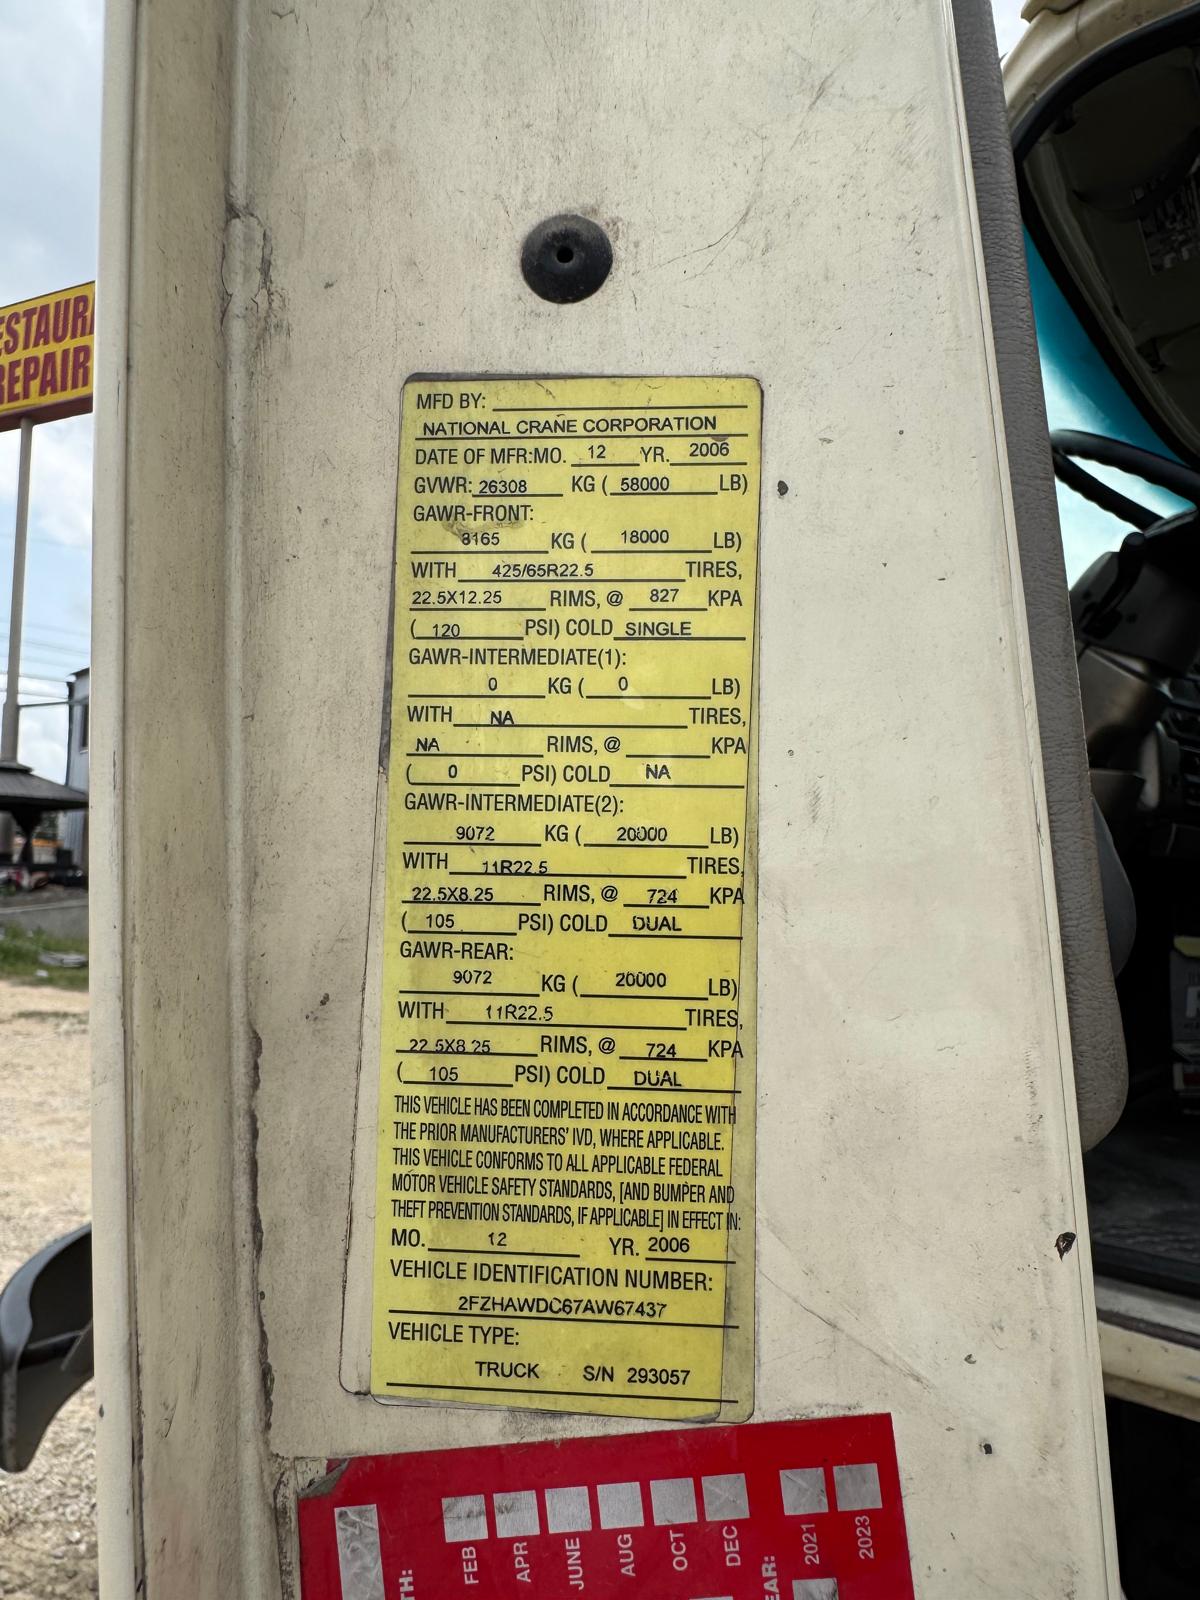 ESTAUR
REPAIR
MFD BY:
NATIONAL CRANE CORPORATION
DATE OF MFR:MO. 12 YR. 2006
GVWR: 26308 KG ( 58000 LB)
GAWR-FRONT:
8165 KG ( 18000 LB)
WITH 425/65R22.5 TIRES,
22.5X12.25 RIMS, @ 827 KPA
( 120 PSI) COLD SINGLE
GAWR-INTERMEDIATE(1):
0 KG ( 0 LB)
WITH NA TIRES,
NA RIMS, @ KPA
( 0 PSI) COLD NA
GAWR-INTERMEDIATE(2):
9072 KG ( 20000 LB)
WITH 11R22.5 TIRES,
22.5X8.25 RIMS, @ 724 KPA
( 105 PSI) COLD DUAL
GAWR-REAR:
9072 KG ( 20000 LB)
WITH 11R22.5 TIRES,
22.5X8.25 RIMS, @ 724 KPA
( 105 PSI) COLD DUAL
THIS VEHICLE HAS BEEN COMPLETED IN ACCORDANCE WITH
THE PRIOR MANUFACTURERS' IVD, WHERE APPLICABLE.
THIS VEHICLE CONFORMS TO ALL APPLICABLE FEDERAL
MOTOR VEHICLE SAFETY STANDARDS, [AND BUMPER AND
THEFT PREVENTION STANDARDS, IF APPLICABLE] IN EFFECT IN:
MO. 12 YR. 2006
VEHICLE IDENTIFICATION NUMBER:
2FZHAWDC67AW67437
VEHICLE TYPE:
TRUCK S/N 293057
TH:
FEB
APR
JUNE
AUG
OCT
DEC
EAR:
2021
2023